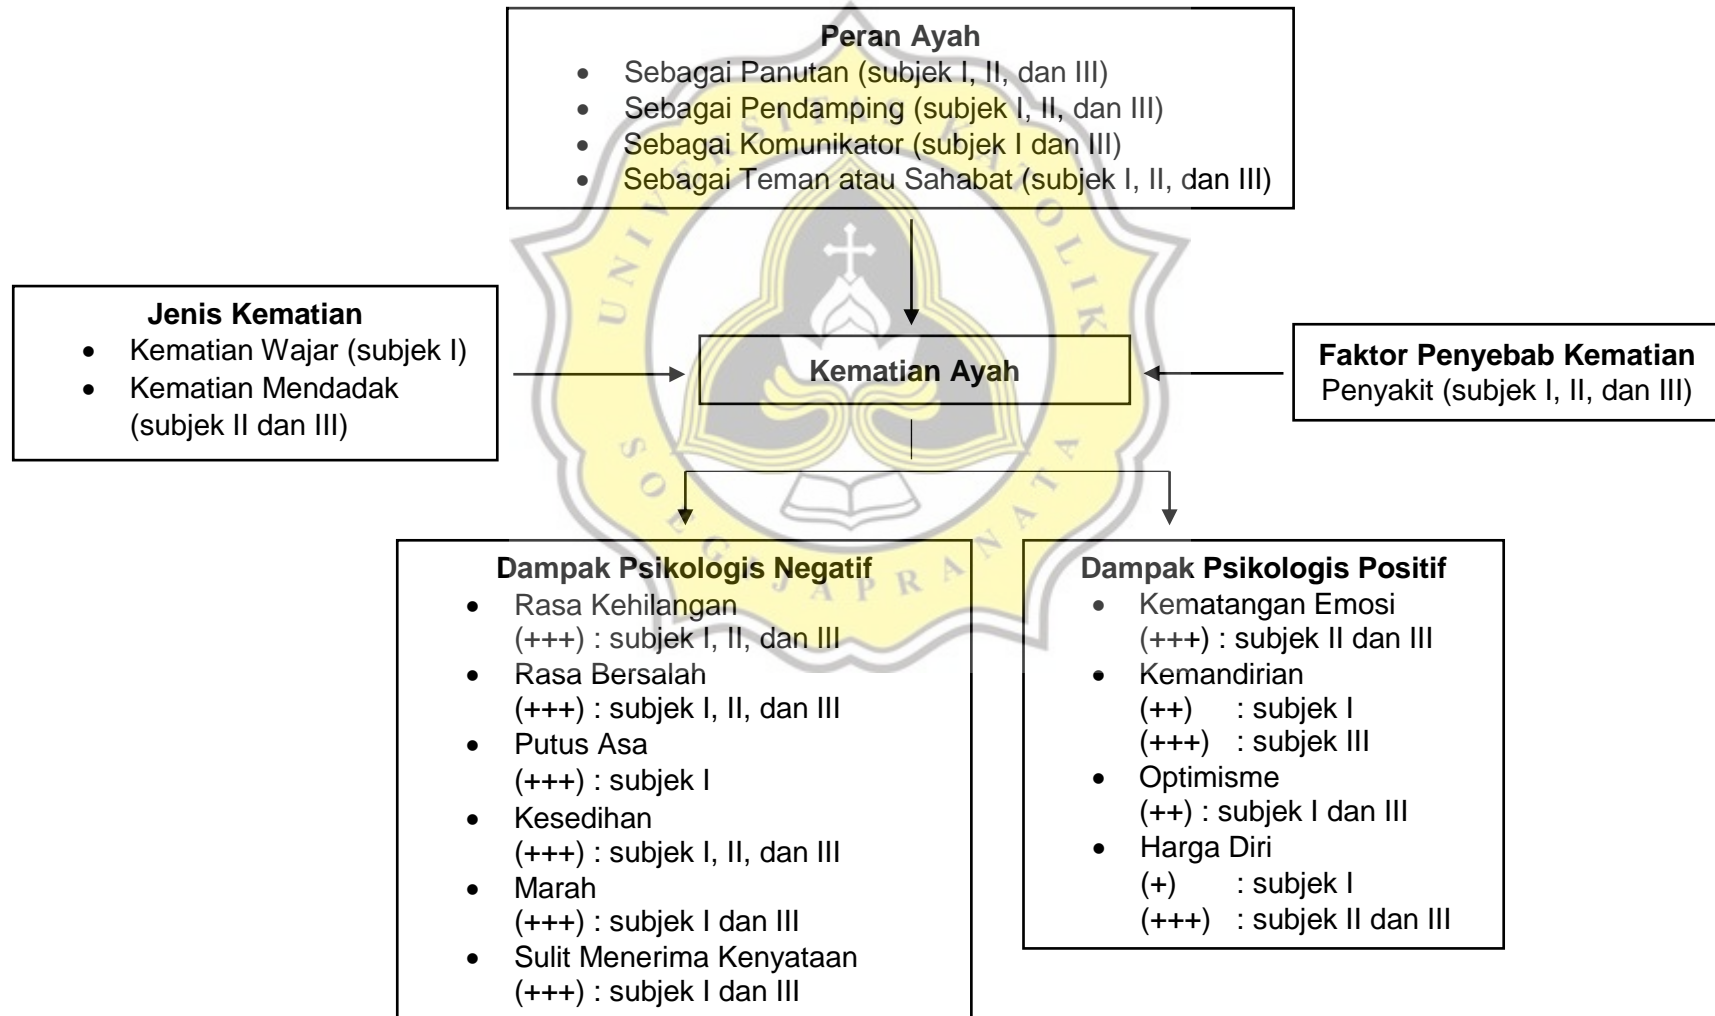 Peran Ayah
• Sebagai Panutan (subjek I, II, dan III)
• Sebagai Pendamping (subjek I, II, dan III)
• Sebagai Komunikator (subjek I dan III)
• Sebagai Teman atau Sahabat (subjek I, II, dan III)
UNIVERSITAS KATOLIK
SOEGIJAPRANATA
Jenis Kematian
• Kematian Wajar (subjek I)
• Kematian Mendadak
(subjek II dan III)
Kematian Ayah
Faktor Penyebab Kematian
Penyakit (subjek I, II, dan III)
Dampak Psikologis Negatif
• Rasa Kehilangan
(+++) : subjek I, II, dan III
• Rasa Bersalah
(+++) : subjek I, II, dan III
• Putus Asa
(+++) : subjek I
• Kesedihan
(+++) : subjek I, II, dan III
• Marah
(+++) : subjek I dan III
• Sulit Menerima Kenyataan
(+++) : subjek I dan III
Dampak Psikologis Positif
• Kematangan Emosi
(+++) : subjek II dan III
• Kemandirian
(++) : subjek I
(+++) : subjek III
• Optimisme
(++) : subjek I dan III
• Harga Diri
(+) : subjek I
(+++) : subjek II dan III